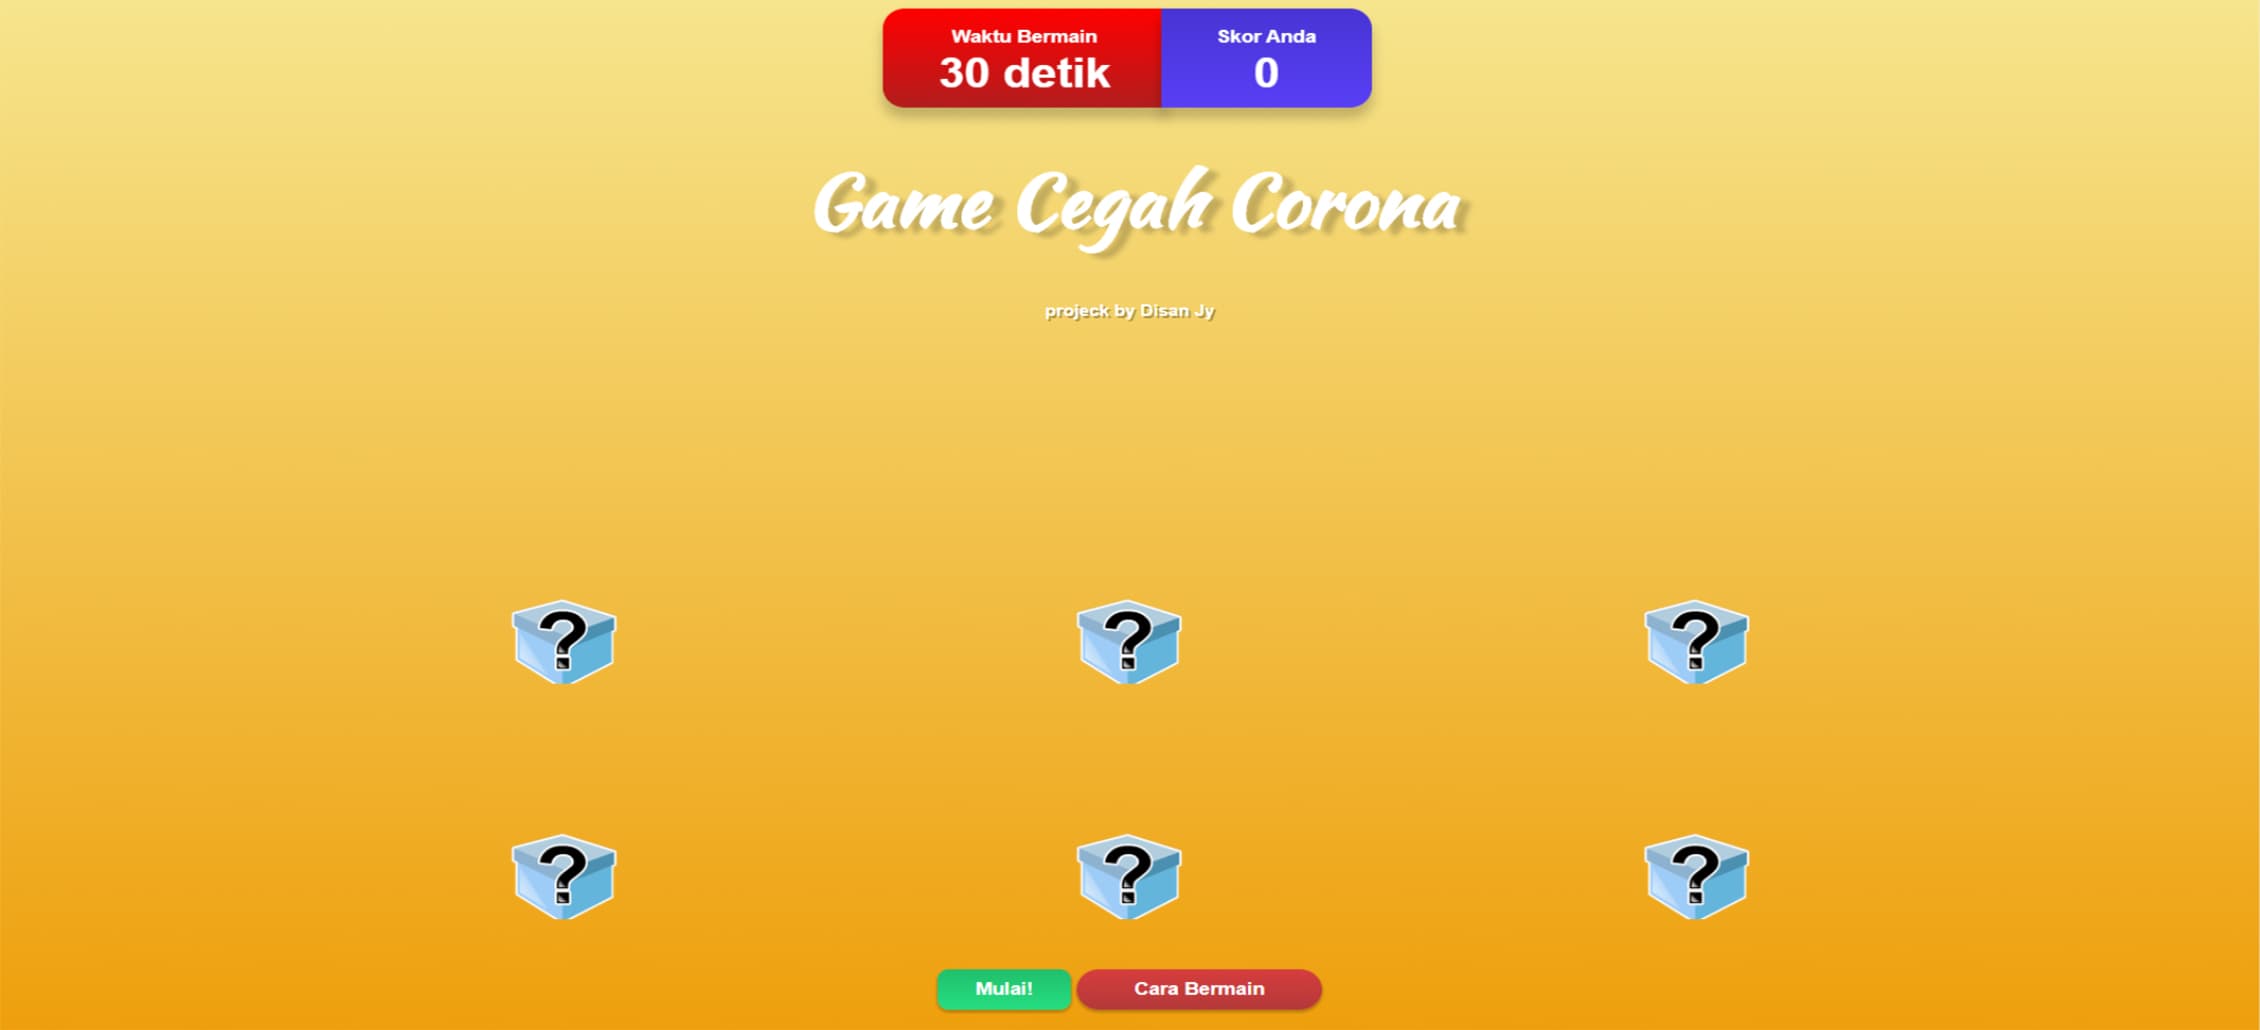 Waktu Bermain
30 detik
Skor Anda
0
Game Cegah Corona
projeck by Disan Jy
? ? ?
? ? ?
Mulai!
Cara Bermain